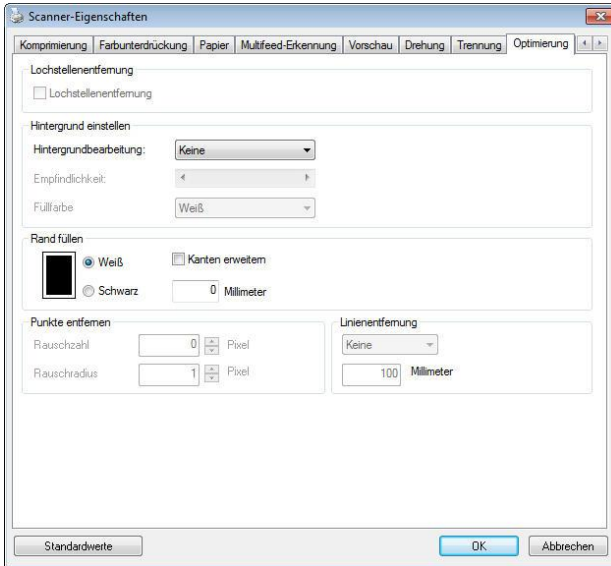 Scanner-Eigenschaften
Komprimierung Farbunterdrückung Papier Multifeed-Erkennung Vorschau Drehung Trennung Optimierung
Lochstellenentfernung
Lochstellenentfernung
Hintergrund einstellen
Hintergrundbearbeitung: Keine
Empfindlichkeit:
Füllfarbe Weiß
Rand füllen
Weiß Kanten erweitern
Schwarz 0 Millimeter
Punkte entfernen Linienentfernung
Rauschzahl 0 Pixel Keine
Rauschradius 1 Pixel 100 Millimeter
Standardwerte OK Abbrechen